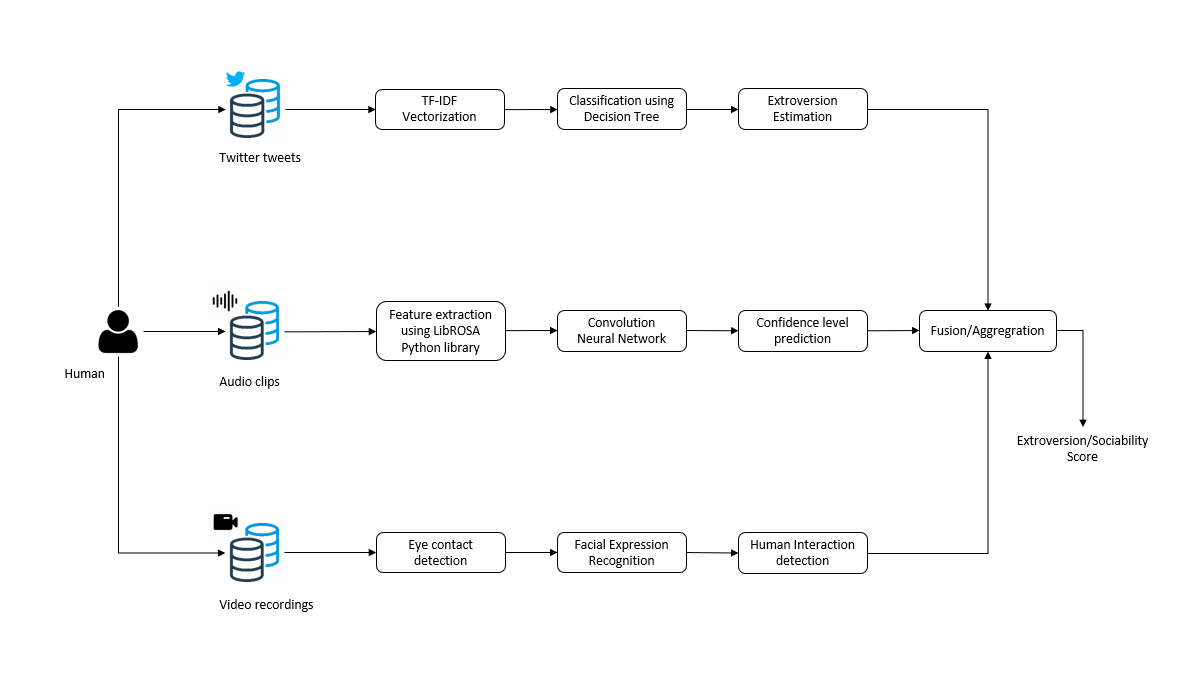 TF-IDF
Vectorization
Classification using
Decision Tree
Extroversion
Estimation
Twitter tweets
Feature extraction
using LibROSA
Python library
Convolution
Neural Network
Confidence level
prediction
Fusion/Aggregration
Human
Audio clips
Extroversion/Sociability
Score
Eye contact
detection
Facial Expression
Recognition
Human Interaction
detection
Video recordings